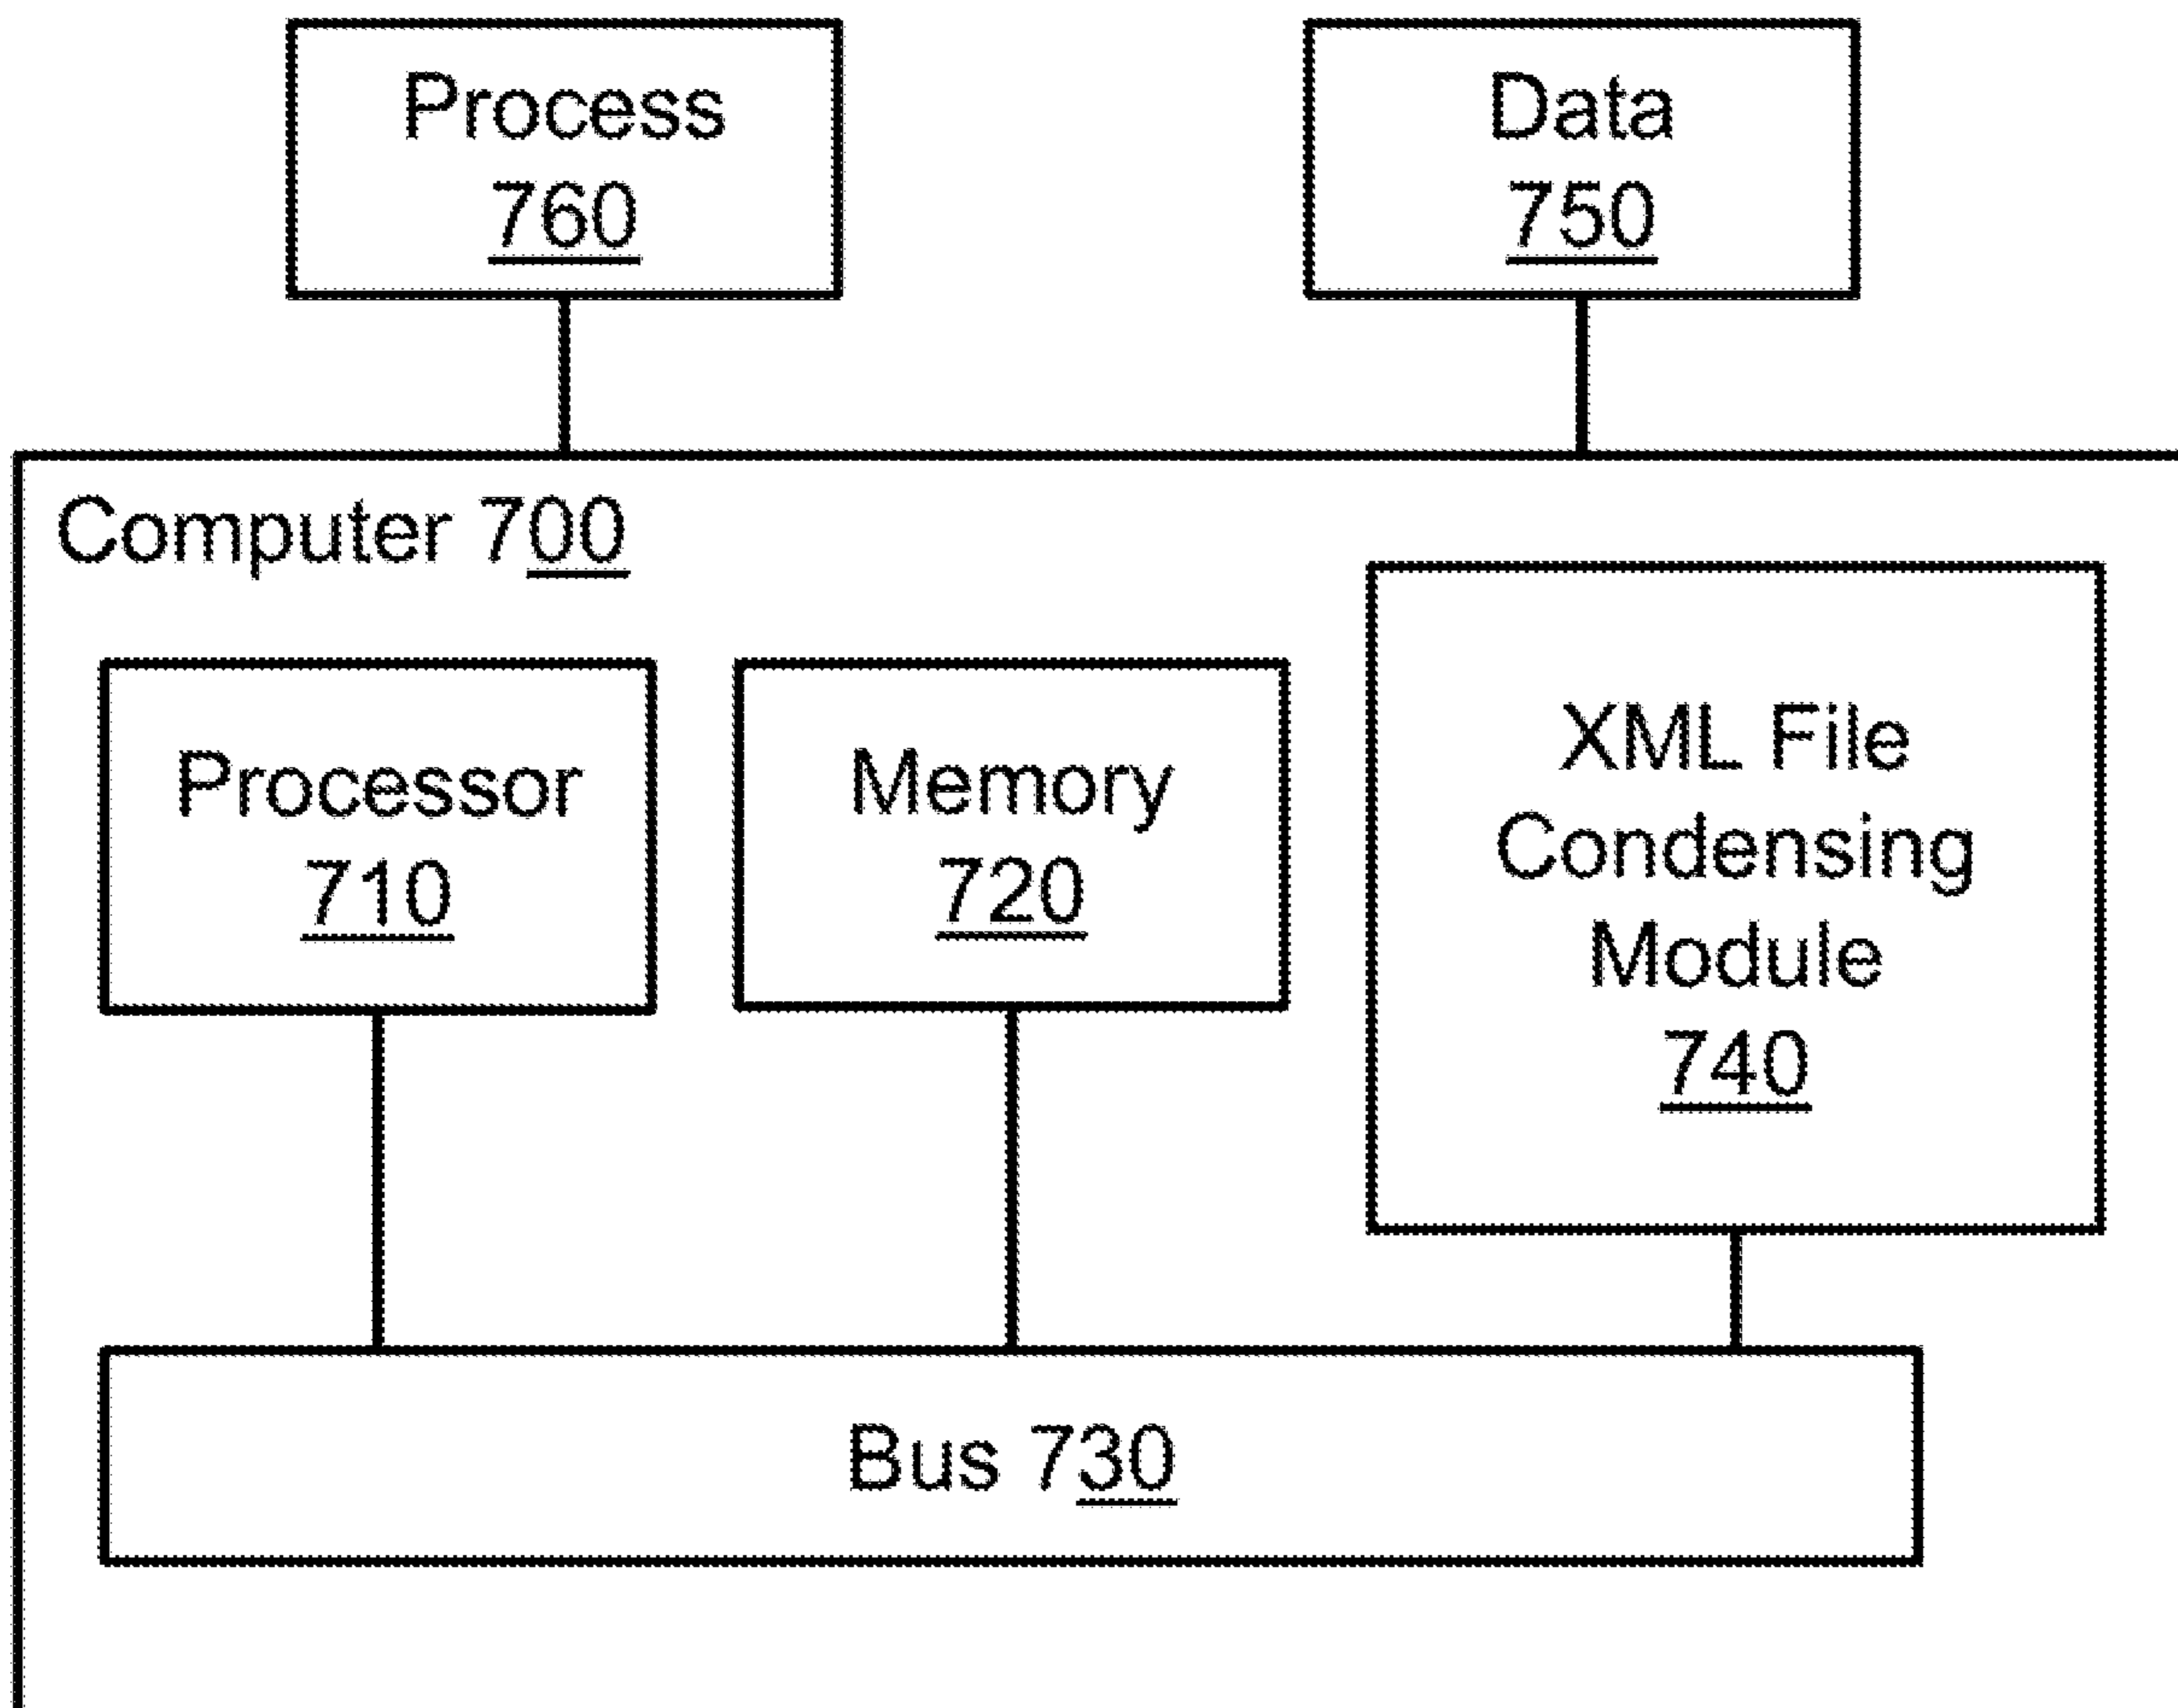 Process
760
Data
750
Computer 700
Processor
710
Memory
720
XML File
Condensing
Module
740
Bus 730